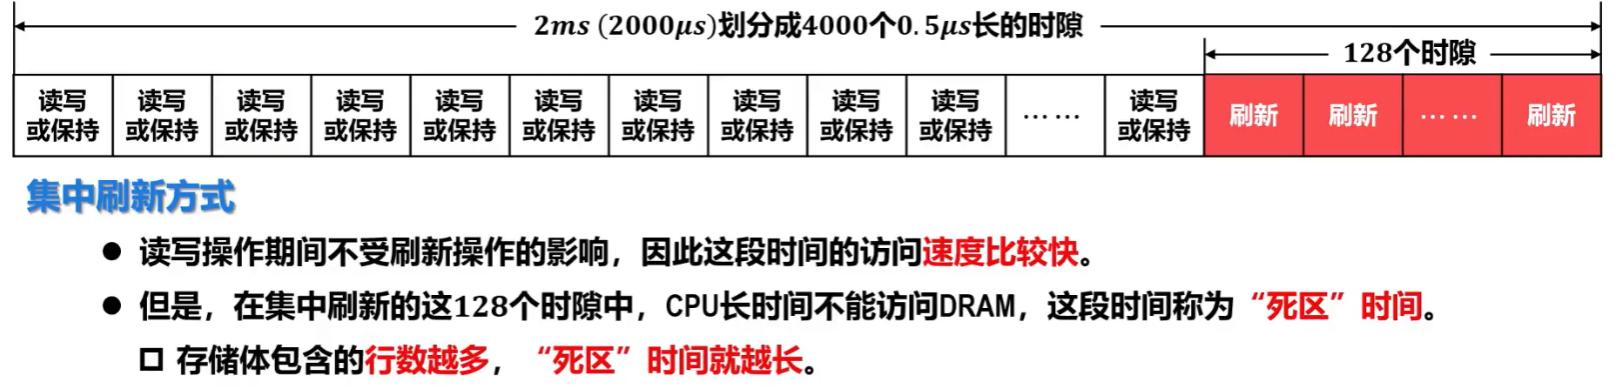 2ms (2000μs)划分成4000个0.5μs长的时隙
128个时隙
读写 读写 读写 读写 读写 读写 读写 读写 读写 读写 读写
或保持 或保持 或保持 或保持 或保持 或保持 或保持 或保持 或保持 或保持 …… 或保持 刷新 刷新 …… 刷新
集中刷新方式
● 读写操作期间不受刷新操作的影响，因此这段时间的访问速度比较快。
● 但是，在集中刷新的这128个时隙中，CPU长时间不能访问DRAM，这段时间称为“死区”时间。
□ 存储体包含的行数越多，“死区”时间就越长。